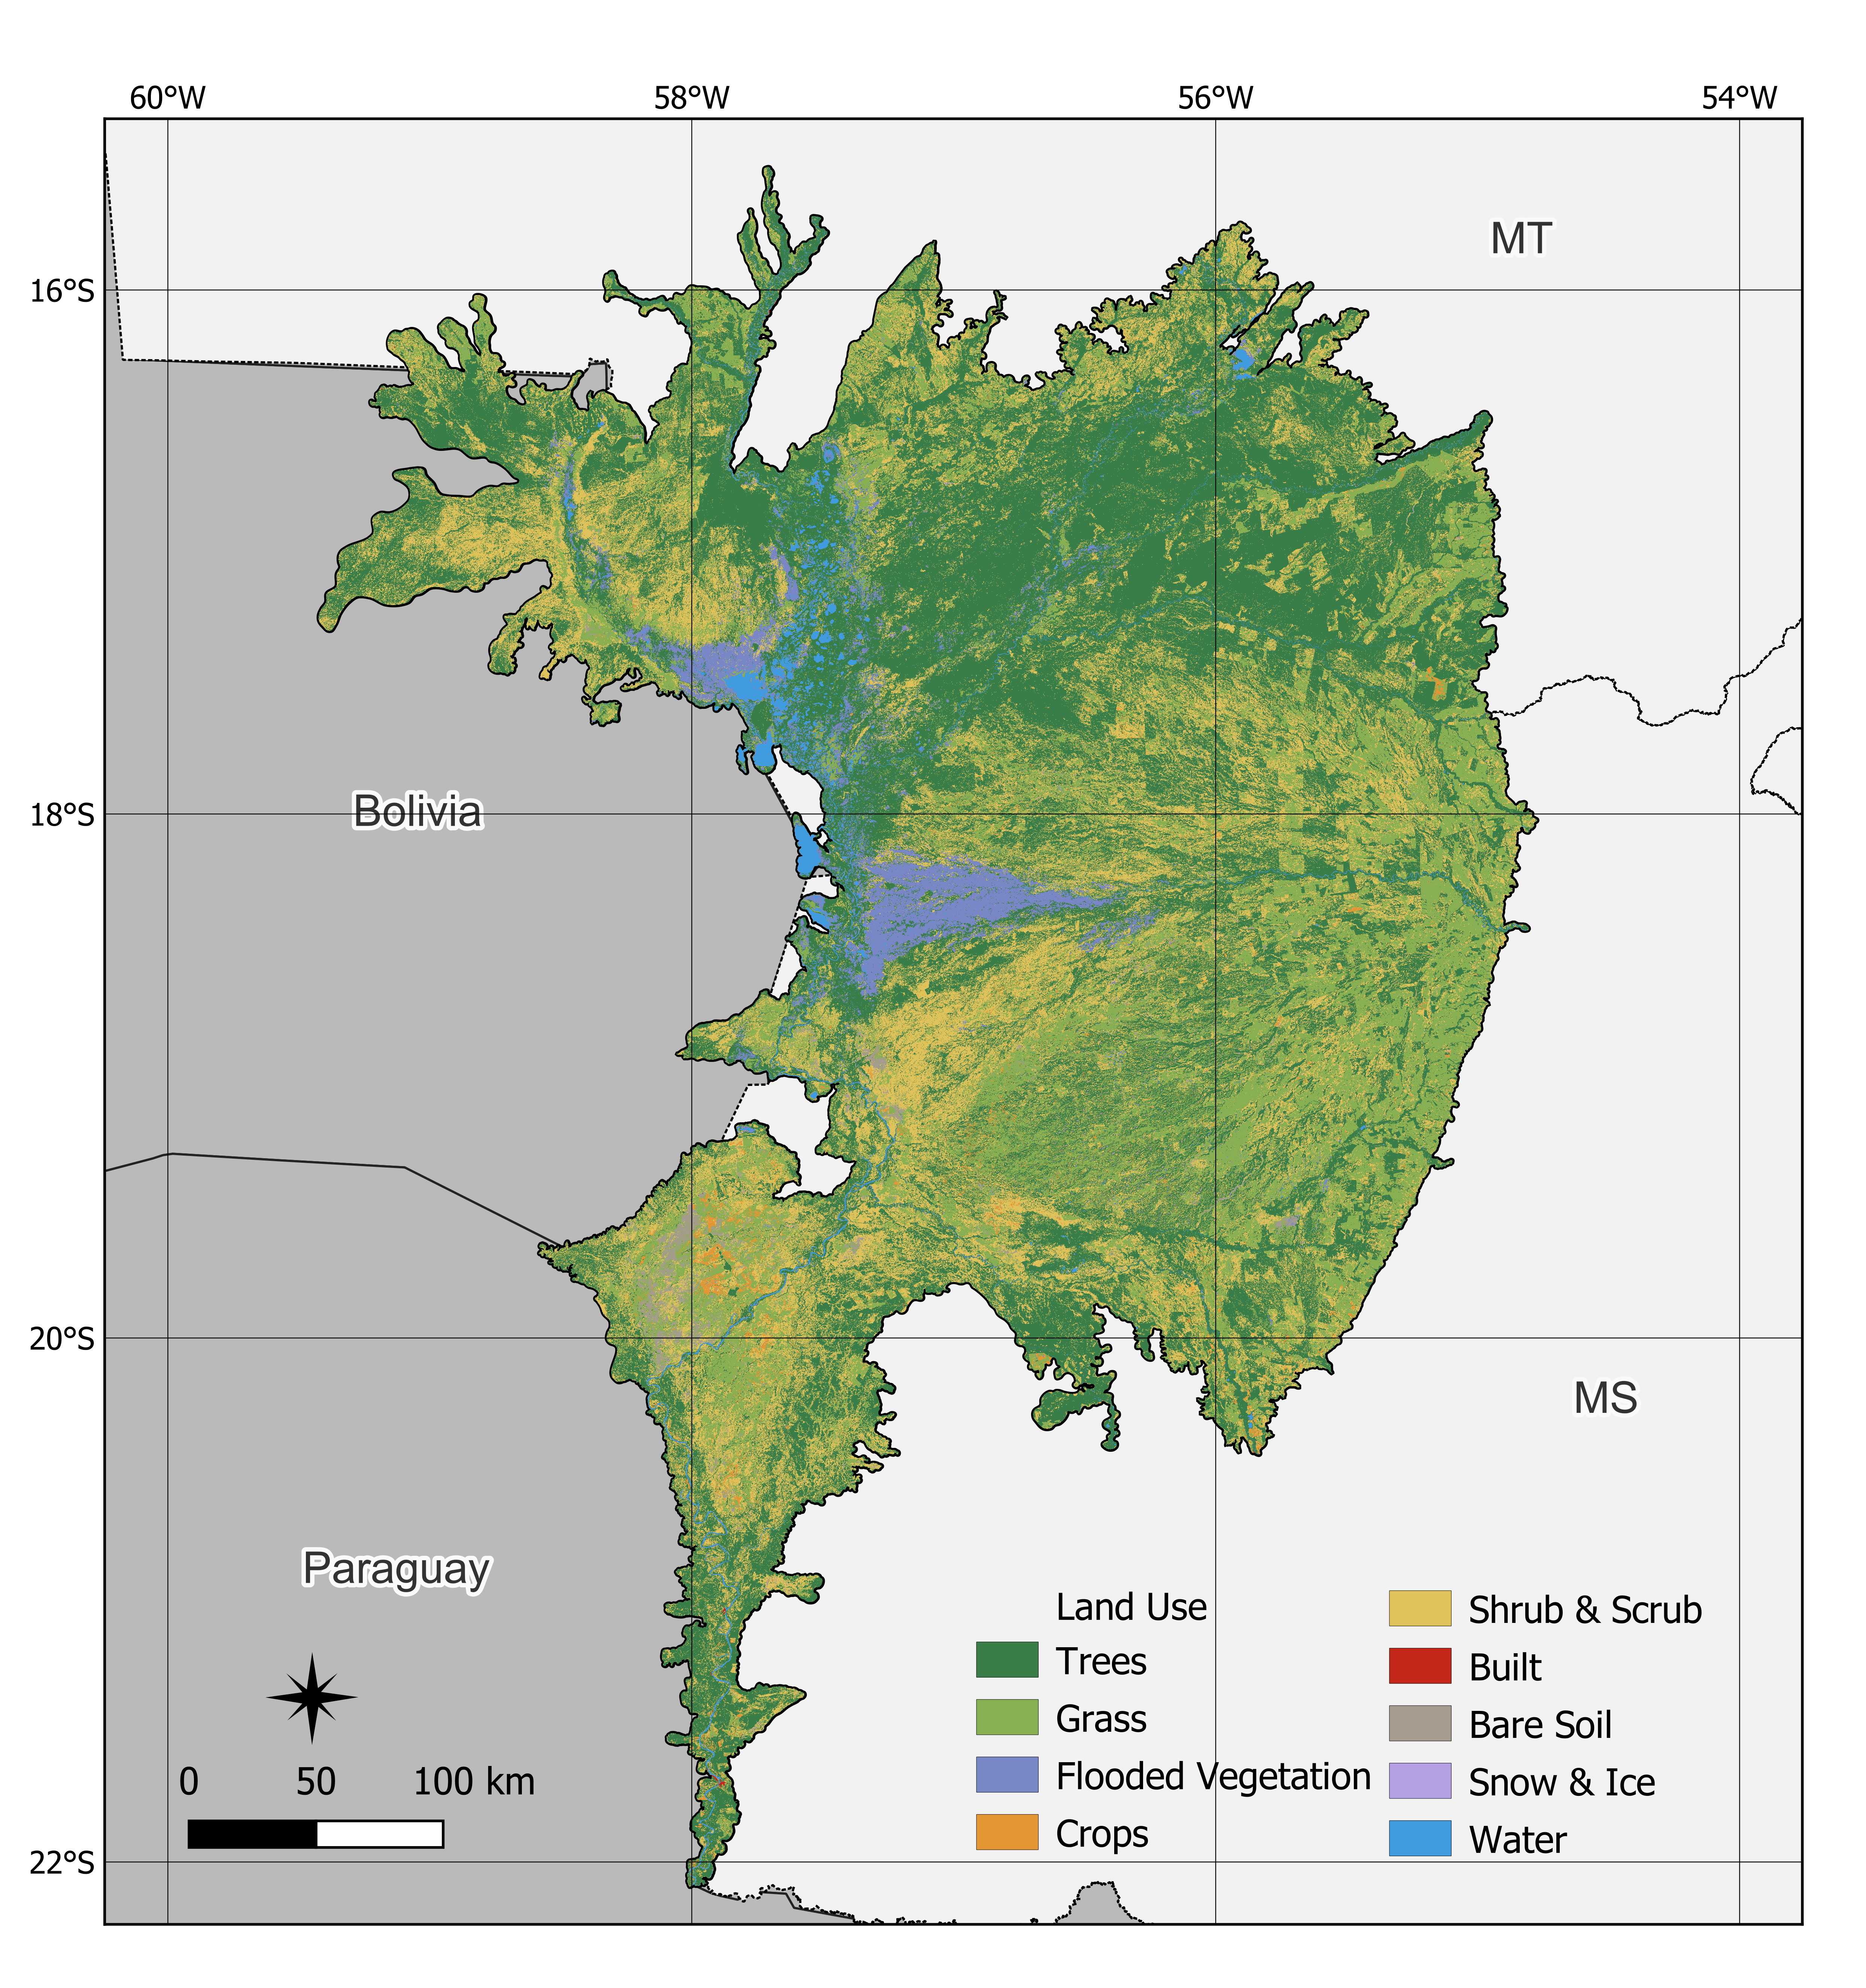 60°W 58°W 56°W 54°W
MT
16°S
18°S
Bolivia
20°S
MS
Paraguay
Land Use
Trees
Grass
Flooded Vegetation
Crops
Shrub & Scrub
Built
Bare Soil
Snow & Ice
Water
0 50 100 km
22°S